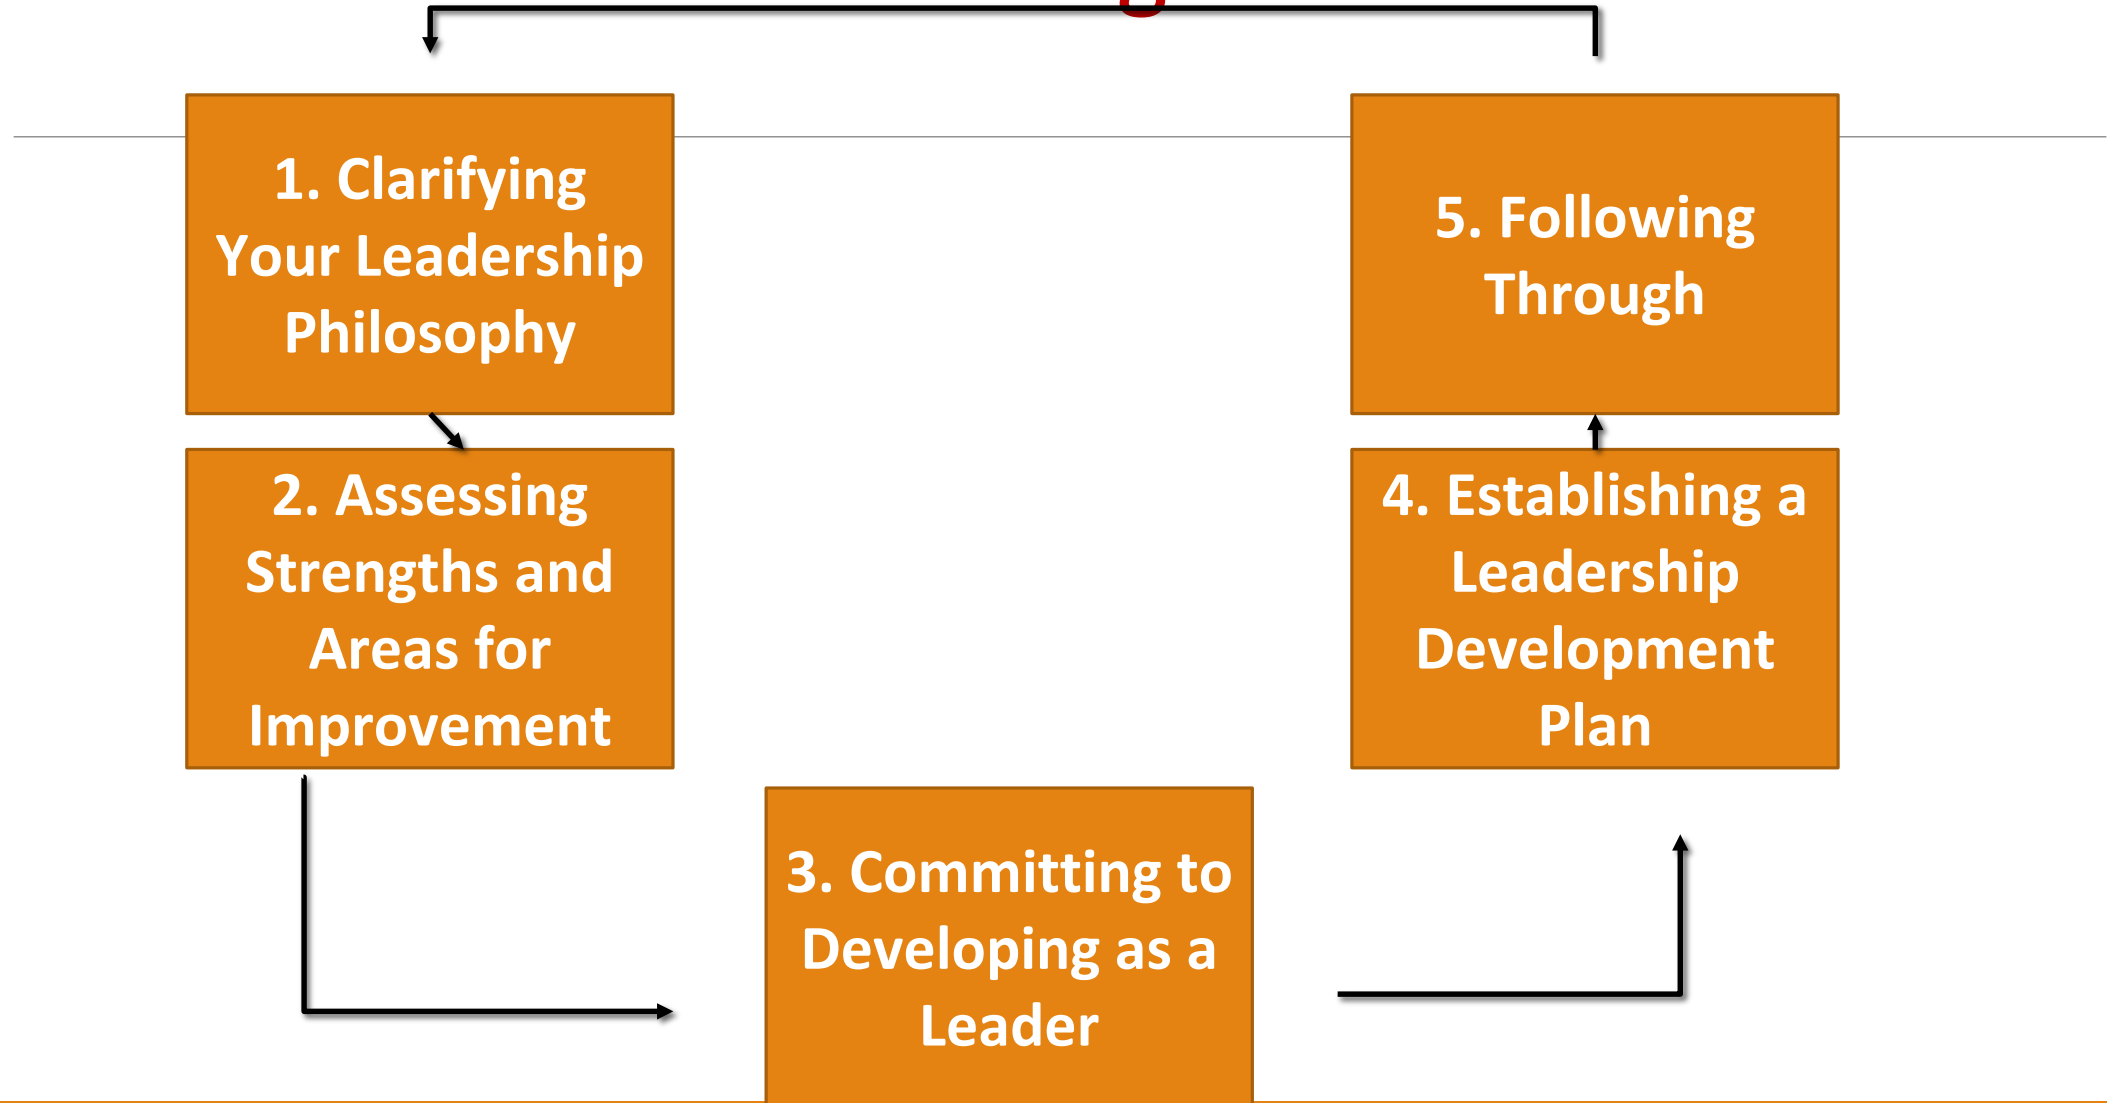 1. Clarifying
Your Leadership
Philosophy
2. Assessing
Strengths and
Areas for
Improvement
3. Committing to
Developing as a
Leader
4. Establishing a
Leadership
Development
Plan
5. Following
Through